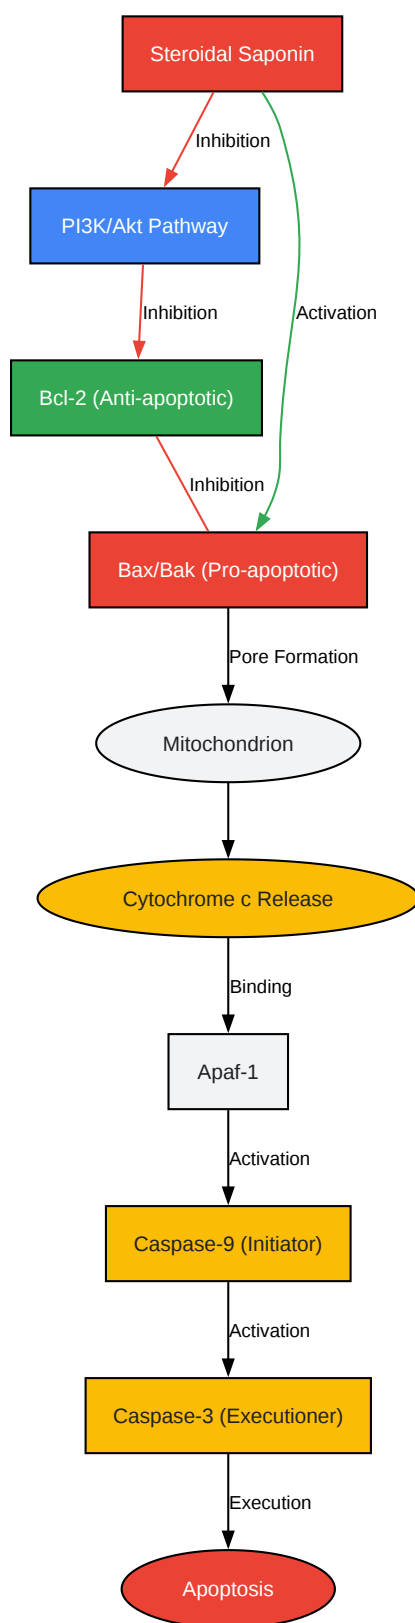 Steroidal Saponin
Inhibition
PI3K/Akt Pathway
Inhibition
Activation
Bcl-2 (Anti-apoptotic)
Inhibition
Bax/Bak (Pro-apoptotic)
Pore Formation
Mitochondrion
Cytochrome c Release
Binding
Apaf-1
Activation
Caspase-9 (Initiator)
Activation
Caspase-3 (Executioner)
Execution
Apoptosis